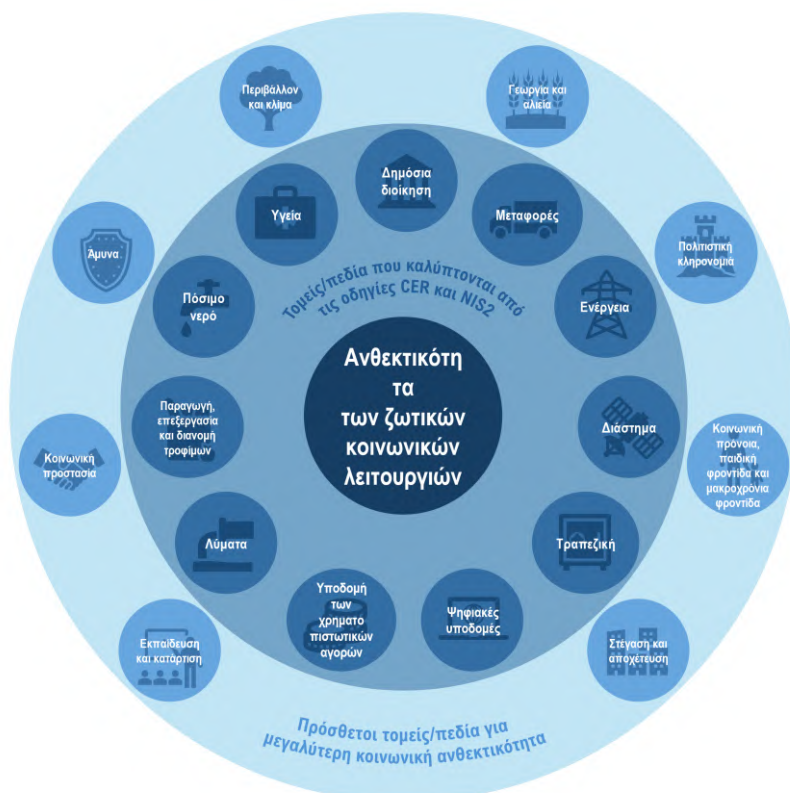 Περιβάλλον
και κλίμα
Γεωργία και
αλιεία
Δημόσια
διοίκηση
Υγεία
Μεταφορές
Άμυνα
Πολιτιστική
κληρονομιά
Τομείς/πεδία που καλύπτονται από
τις οδηγίες CER και NIS2
Πόσιμο
νερό
Ενέργεια
Ανθεκτικότη
τα
των ζωτικών
κοινωνικών
λειτουργιών
Παραγωγή,
επεξεργασία
και διανομή
τροφίμων
Διάστημα
Κοινωνική
προστασία
Κοινωνική
πρόνοια,
παιδική
φροντίδα και
μακροχρόνια
φροντίδα
Λύματα
Τραπεζική
Υποδομή
των
χρηματο
πιστωτικών
αγορών
Ψηφιακές
υποδομές
Εκπαίδευση
και κατάρτιση
Στέγαση και
αποχέτευση
Πρόσθετοι τομείς/πεδία για
μεγαλύτερη κοινωνική ανθεκτικότητα